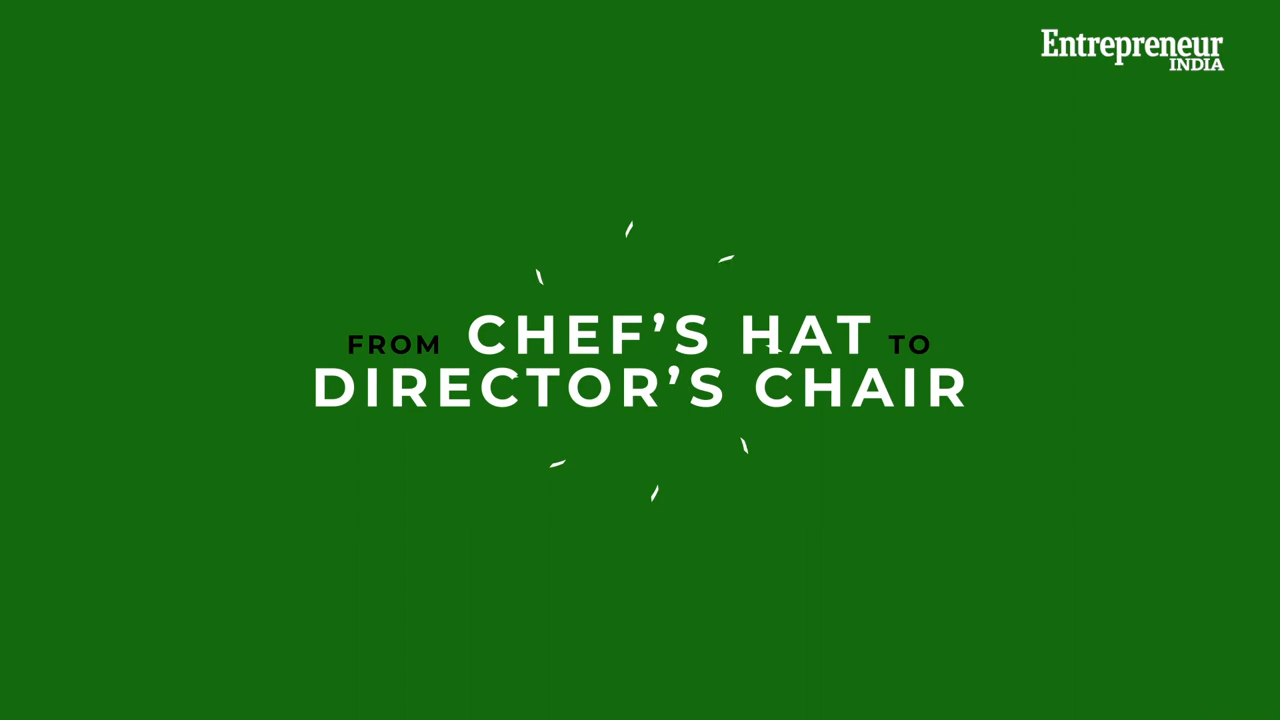 Entrepreneur
INDIA
FROM CHEF’S HAT TO
DIRECTOR’S CHAIR